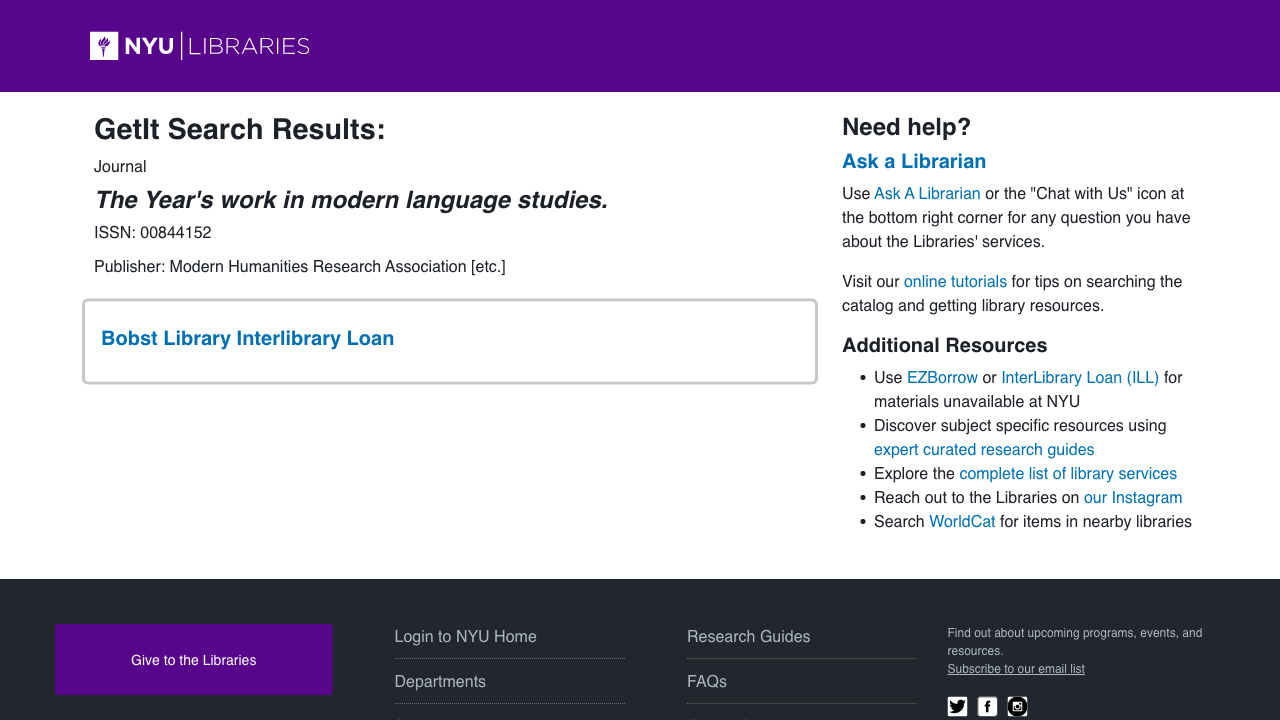 NYU LIBRARIES
GetIt Search Results:
Journal
The Year's work in modern language studies.
ISSN: 00844152
Publisher: Modern Humanities Research Association [etc.]
Bobst Library Interlibrary Loan
Need help?
Ask a Librarian
Use Ask A Librarian or the "Chat with Us" icon at
the bottom right corner for any question you have
about the Libraries' services.
Visit our online tutorials for tips on searching the
catalog and getting library resources.
Additional Resources
Use EZBorrow or InterLibrary Loan (ILL) for
materials unavailable at NYU
Discover subject specific resources using
expert curated research guides
Explore the complete list of library services
Reach out to the Libraries on our Instagram
Search WorldCat for items in nearby libraries
Give to the Libraries
Login to NYU Home
Departments
Research Guides
FAQs
Find out about upcoming programs, events, and
resources.
Subscribe to our email list